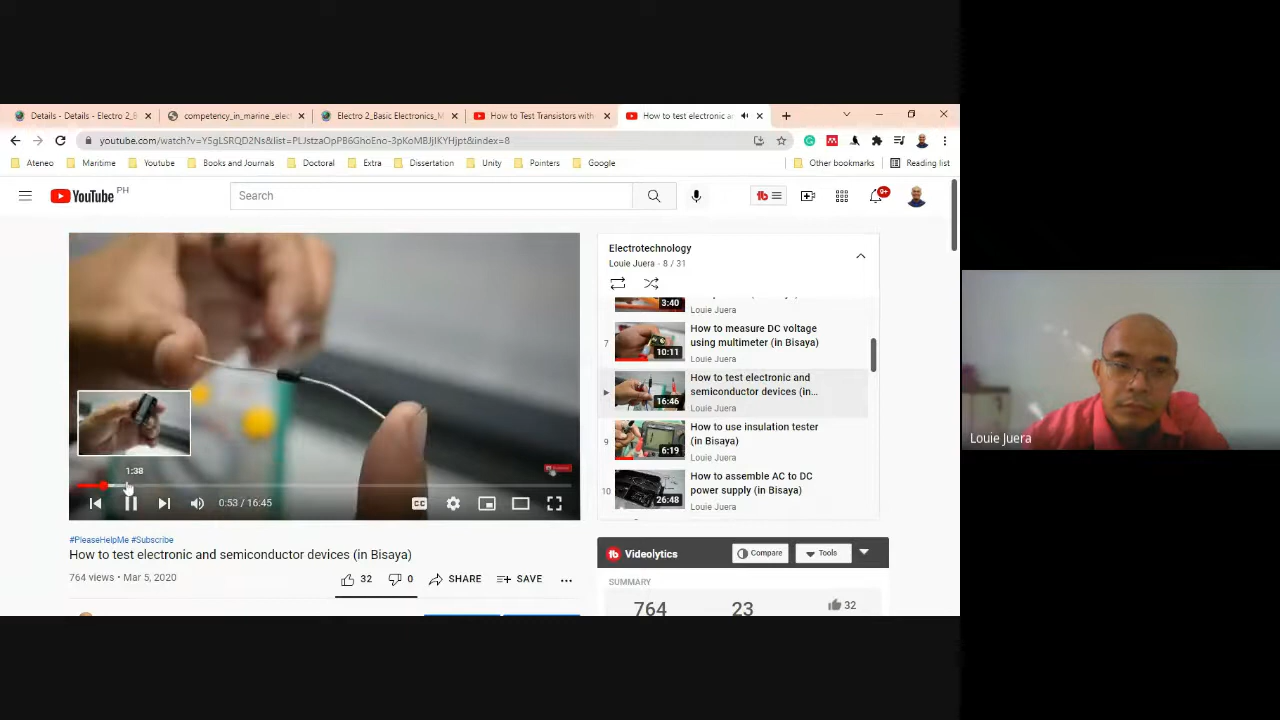 Details - Details - Electro 2_B
competency_in_marine _elec
Electro 2_Basic Electronics_M
How to Test Transistors with
How to test electronic a
youtube.com/watch?v=Y5gLSRQD2Ns&list=PLJstzaOpPB6GhoEno-3pKoMBJjIKYHjpt&index=8
Ateneo
Maritime
Youtube
Books and Journals
Doctoral
Extra
Dissertation
Unity
Pointers
Google
Other bookmarks
Reading list
YouTube PH
Search
9+
Electrotechnology
Louie Juera - 8 / 31
3:40
Louie Juera
7
10:11
How to measure DC voltage
using multimeter (in Bisaya)
Louie Juera
16:46
How to test electronic and
semiconductor devices (in...
Louie Juera
9
6:19
How to use insulation tester
(in Bisaya)
Louie Juera
10
26:48
How to assemble AC to DC
power supply (in Bisaya)
Louie Juera
1:38
0:53 / 16:45
CC
#PleaseHelpMe #Subscribe
How to test electronic and semiconductor devices (in Bisaya)
764 views • Mar 5, 2020
32
0
SHARE
SAVE
tb Videolytics
Compare
Tools
SUMMARY
764
23
32
Louie Juera